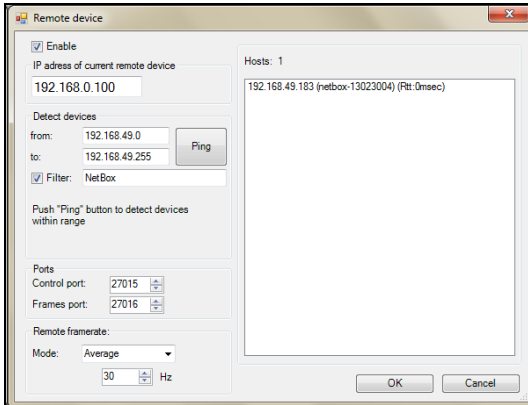 Remote device
Enable
IP adress of current remote device
192.168.0.100
Detect devices
from: 192.168.49.0
to: 192.168.49.255
Ping
Filter: NetBox
Push "Ping" button to detect devices
within range
Ports
Control port: 27015
Frames port: 27016
Remote framerate:
Mode: Average
30 Hz
Hosts: 1
192.168.49.183 (netbox-13023004) (Rtt:0msec)
OK Cancel